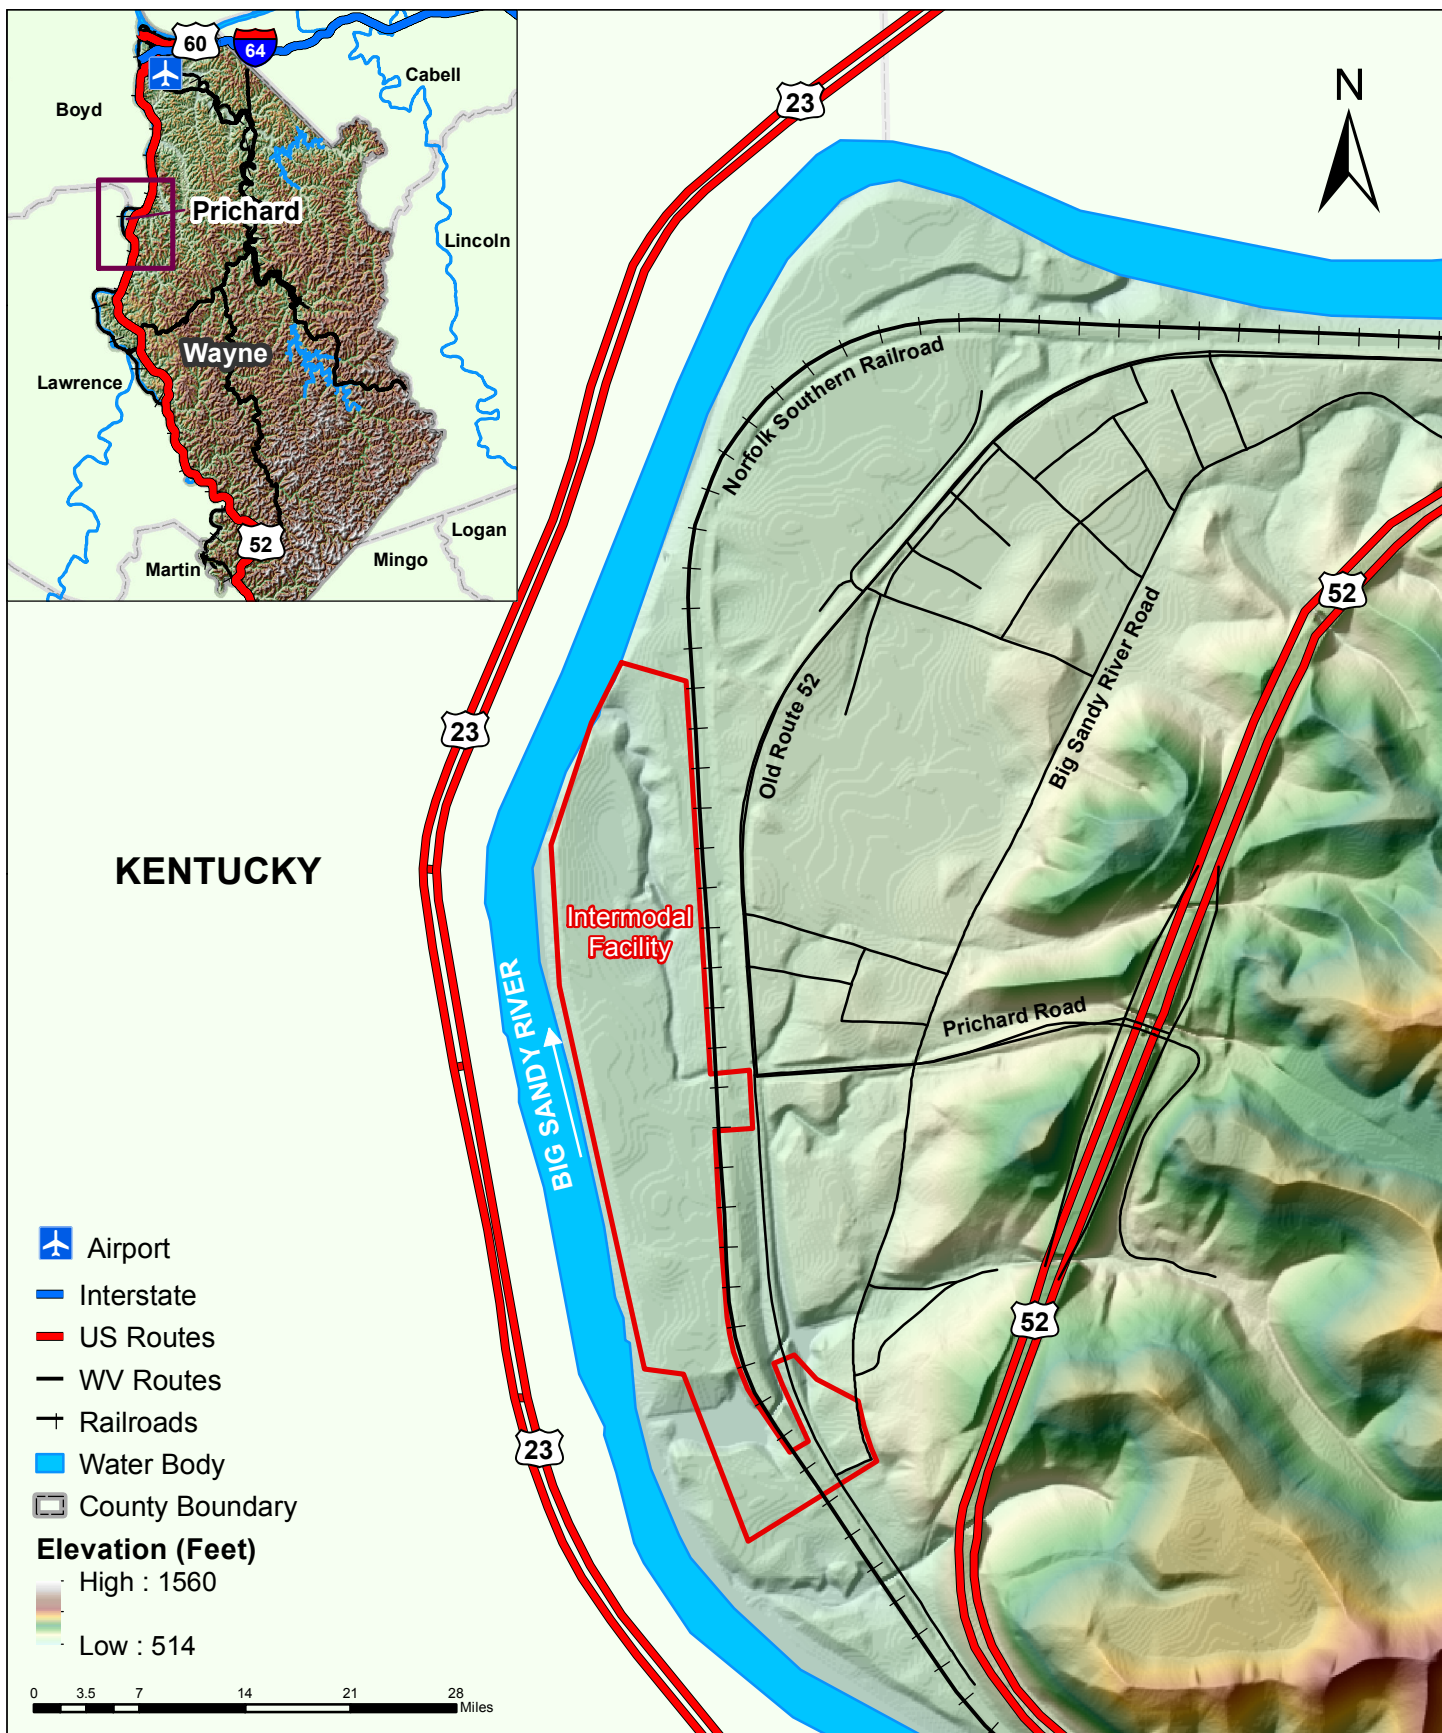 60
64
Cabell
Boyd
Prichard
Lincoln
Wayne
Lawrence
52
Logan
Martin
Mingo
23
N
Norfolk Southern Railroad
52
Big Sandy River Road
Old Route 52
23
KENTUCKY
Intermodal
Facility
BIG SANDY RIVER
Prichard Road
52
23
Airport
Interstate
US Routes
WV Routes
Railroads
Water Body
County Boundary
Elevation (Feet)
High : 1560
Low : 514
0 3.5 7 14 21 28
Miles